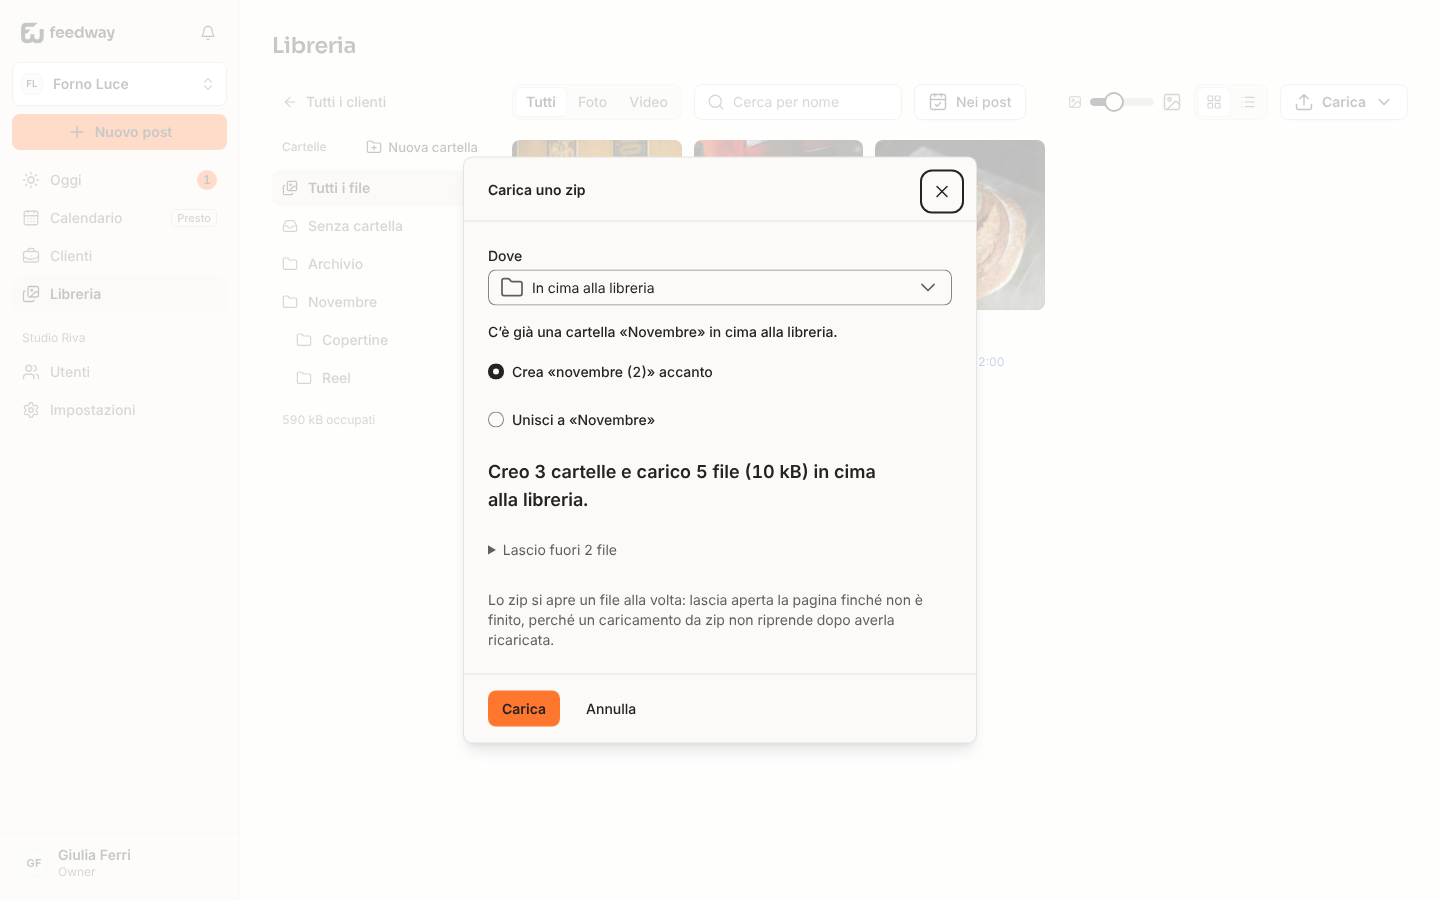 feedway
FL Forno Luce
Nuovo post
Oggi 1
Calendario Presto
Clienti
Libreria
Studio Riva
Utenti
Impostazioni
GF Giulia Ferri
Owner
Libreria
Tutti i clienti
Tutti Foto Video
Cerca per nome
Nei post
Carica
Cartelle Nuova cartella
Tutti i file
Senza cartella
Archivio
Novembre
Copertine
Reel
590 kB occupati
2:00
Carica uno zip
Dove
In cima alla libreria
C’è già una cartella «Novembre» in cima alla libreria.
Crea «novembre (2)» accanto
Unisci a «Novembre»
Creo 3 cartelle e carico 5 file (10 kB) in cima
alla libreria.
Lascio fuori 2 file
Lo zip si apre un file alla volta: lascia aperta la pagina finché non è
finito, perché un caricamento da zip non riprende dopo averla
ricaricata.
Carica Annulla